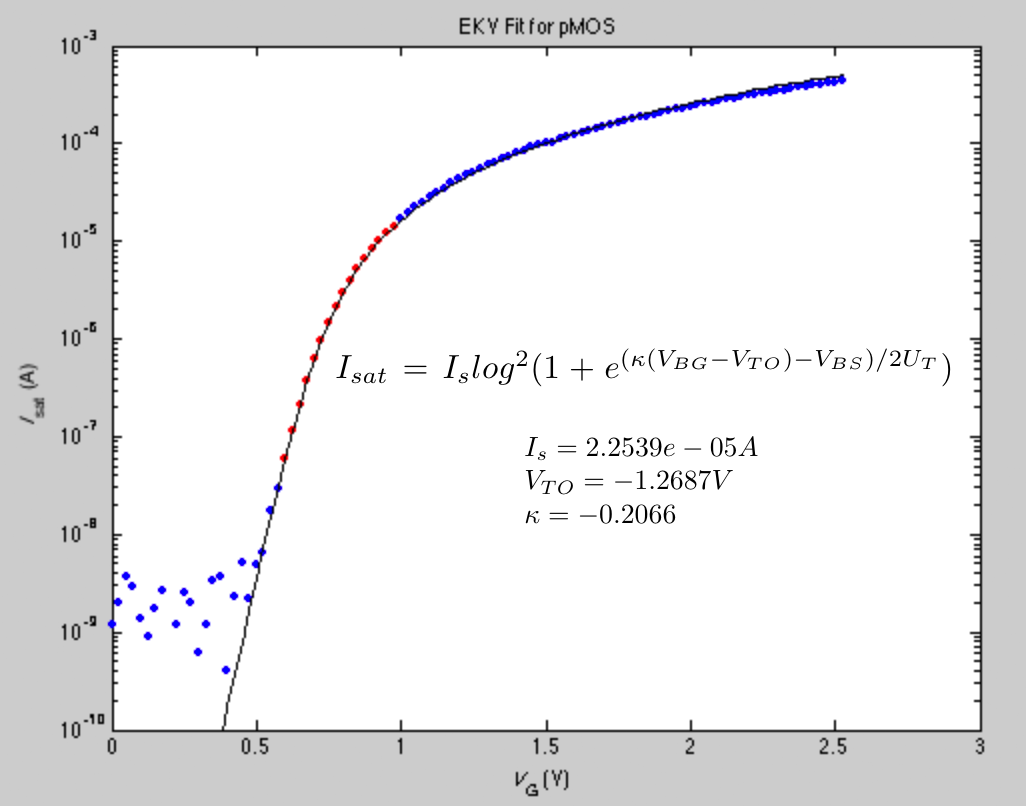 EKV Fit for pMOS
10^-3
10^-4
10^-5
10^-6
10^-7
10^-8
10^-9
10^-10
I_sat (A)
I_sat = I_s log^2(1 + e^(κ(V_BG−V_TO)−V_BS)/2U_T)
I_s = 2.2539e − 05A
V_TO = −1.2687V
κ = −0.2066
0 0.5 1 1.5 2 2.5 3
V_G (V)